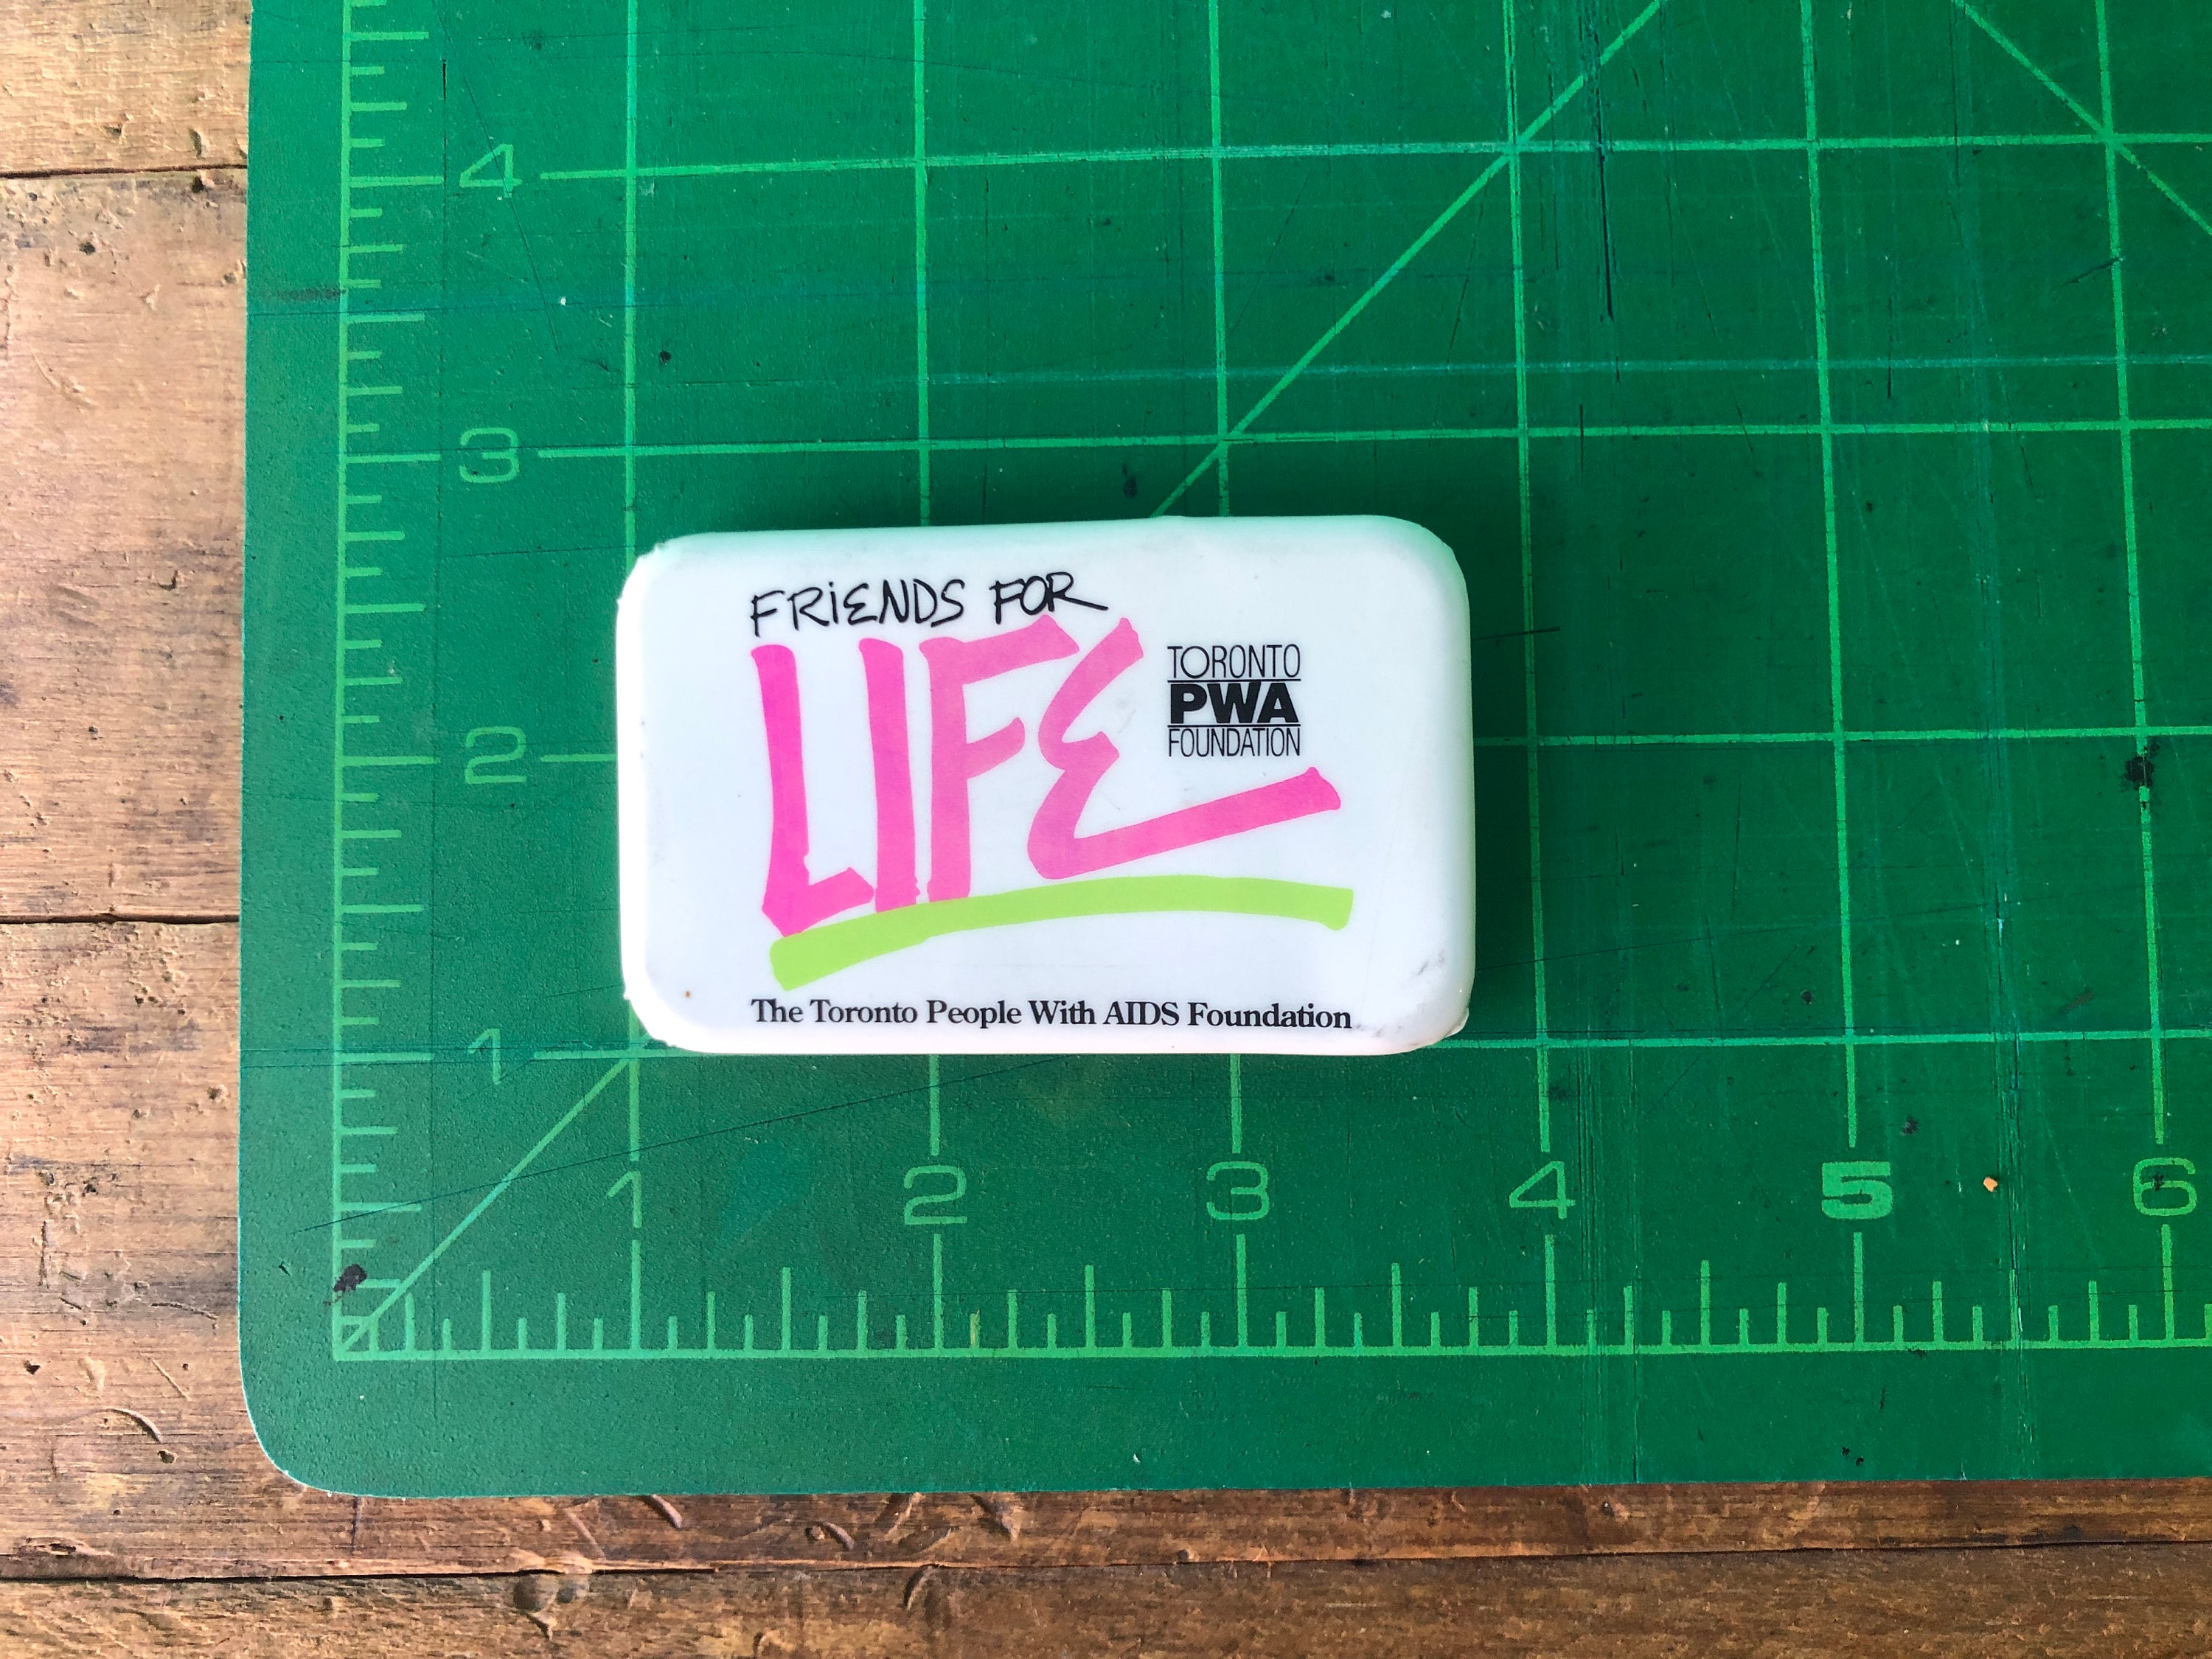 4
3
2
1
FRiENDS FOR
LIFE
TORONTO
PWA
FOUNDATION
The Toronto People With AIDS Foundation
1 2 3 4 5 6